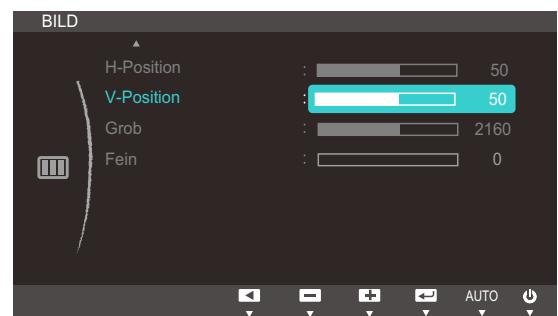 BILD
H-Position : 50
V-Position : 50
Grob : 2160
Fein : 0
AUTO